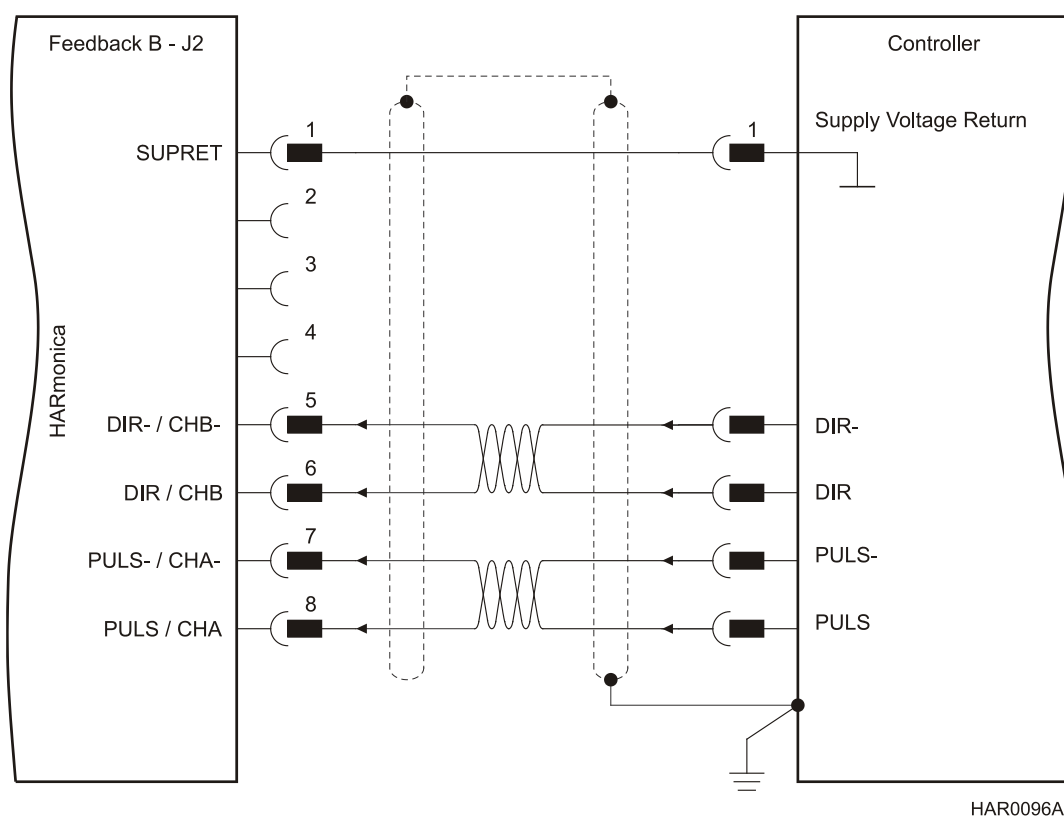 Feedback B - J2
Controller
Supply Voltage Return
SUPRET
1
1
2
3
4
HARmonica
DIR- / CHB-
5
DIR-
DIR / CHB
6
DIR
PULS- / CHA-
7
PULS-
PULS / CHA
8
PULS
HAR0096A